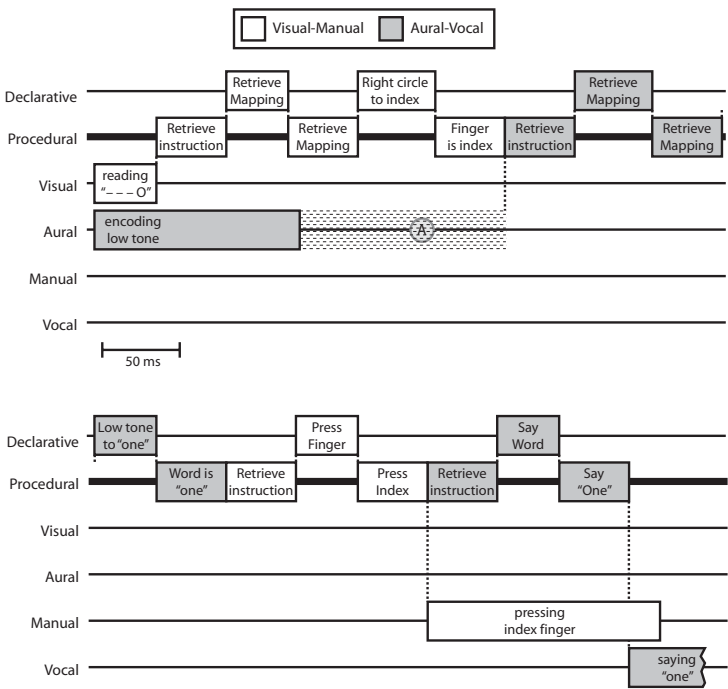 Visual-Manual
Aural-Vocal
Declarative
Retrieve
Mapping
Right circle
to index
Retrieve
Mapping
Procedural
Retrieve
instruction
Retrieve
Mapping
Finger
is index
Retrieve
instruction
Retrieve
Mapping
Visual
reading
"– – – O"
Aural
encoding
low tone
A
Manual
Vocal
50 ms
Declarative
Low tone
to "one"
Press
Finger
Say
Word
Procedural
Word is
"one"
Retrieve
instruction
Press
Index
Retrieve
instruction
Say
"One"
Visual
Aural
Manual
pressing
index finger
Vocal
saying
"one"